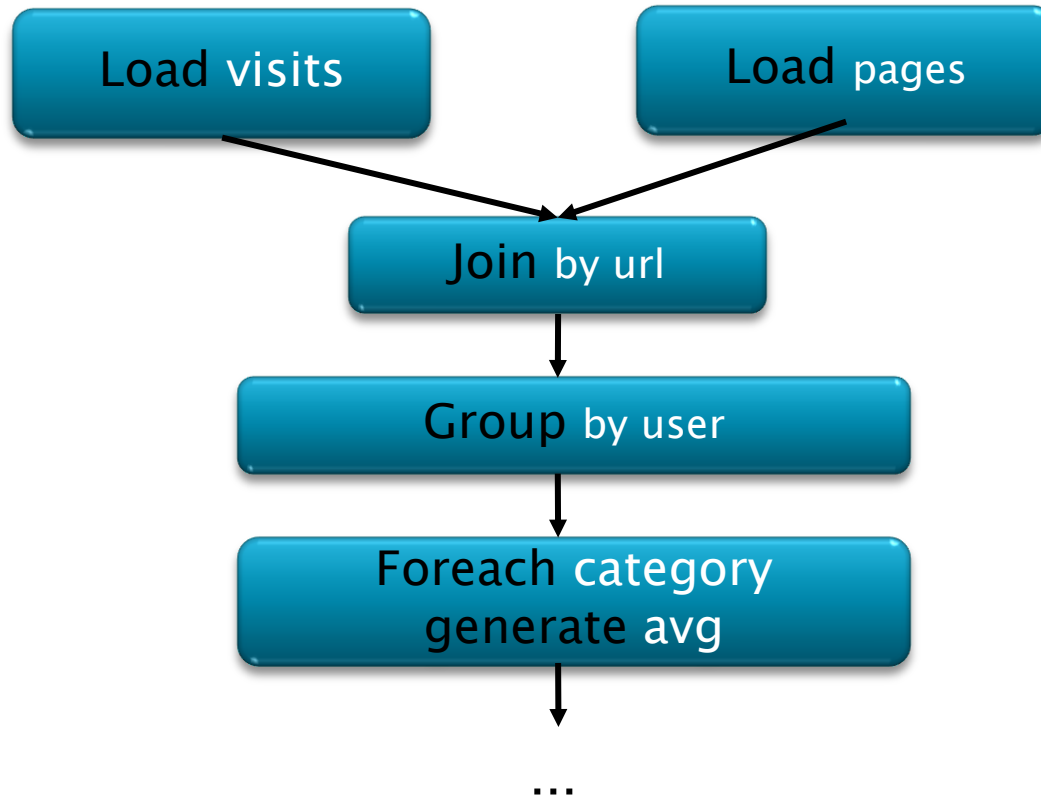 Load visits
Load pages
Join by url
Group by user
Foreach category
generate avg
...